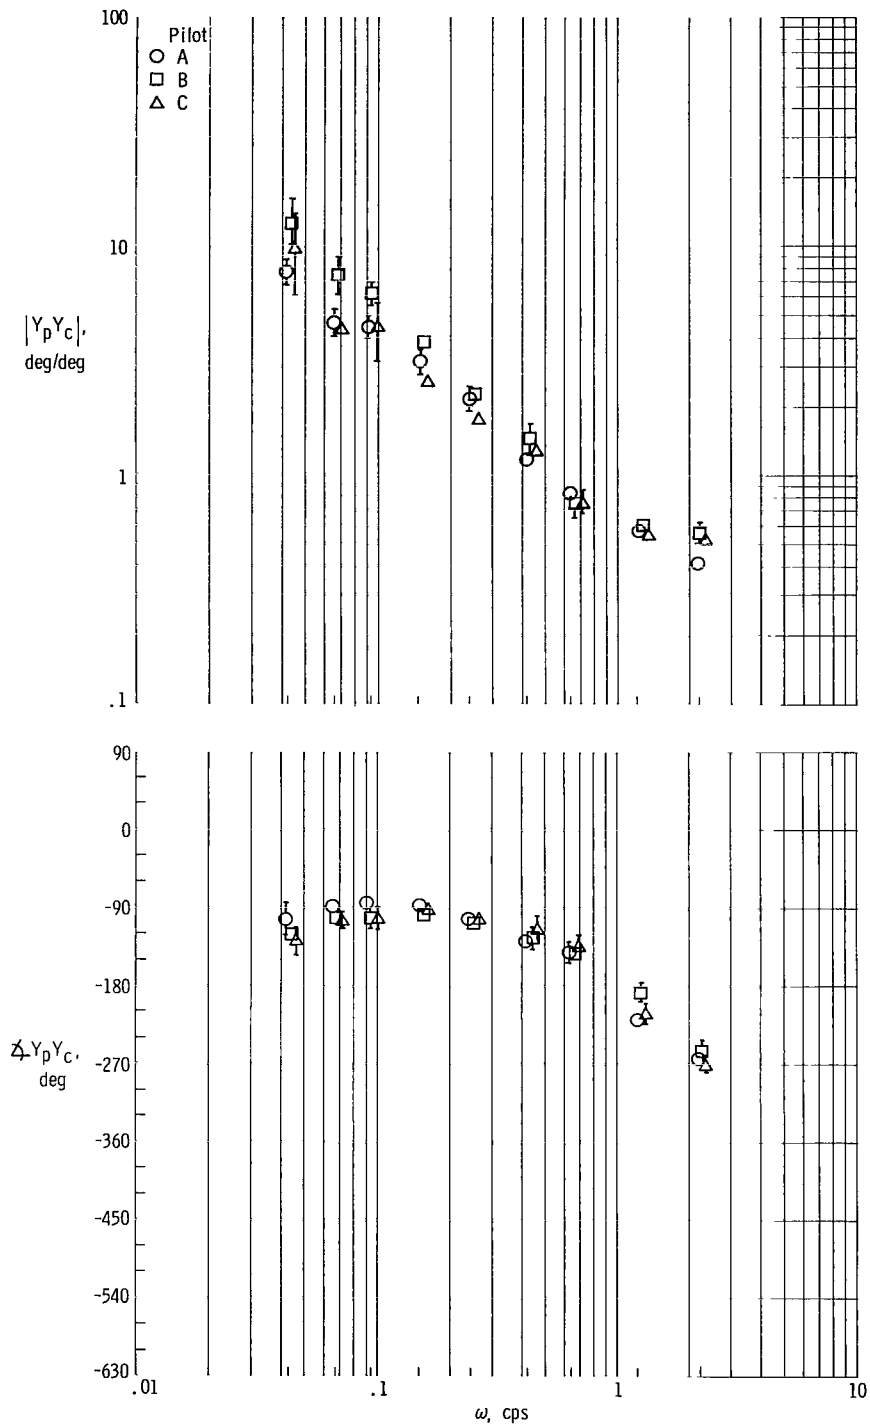 100
Pilot
○ A
□ B
△ C
10
|YpYc|,
deg/deg
1
.1
90
0
-90
-180
∡YpYc,
deg
-270
-360
-450
-540
-630
.01 .1 1 10
ω, cps